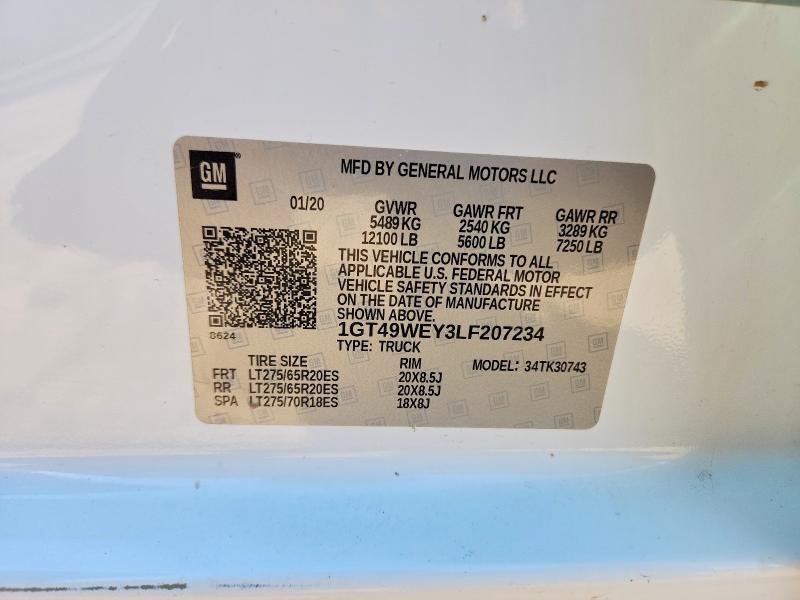 GM
MFD BY GENERAL MOTORS LLC
01/20 GVWR GAWR FRT GAWR RR
5489 KG 2540 KG 3289 KG
12100 LB 5600 LB 7250 LB
THIS VEHICLE CONFORMS TO ALL
APPLICABLE U.S. FEDERAL MOTOR
VEHICLE SAFETY STANDARDS IN EFFECT
ON THE DATE OF MANUFACTURE
SHOWN ABOVE.
8624
1GT49WEY3LF207234
TYPE: TRUCK
TIRE SIZE RIM MODEL: 34TK30743
FRT LT275/65R20ES 20X8.5J
RR LT275/65R20ES 20X8.5J
SPA LT275/70R18ES 18X8J